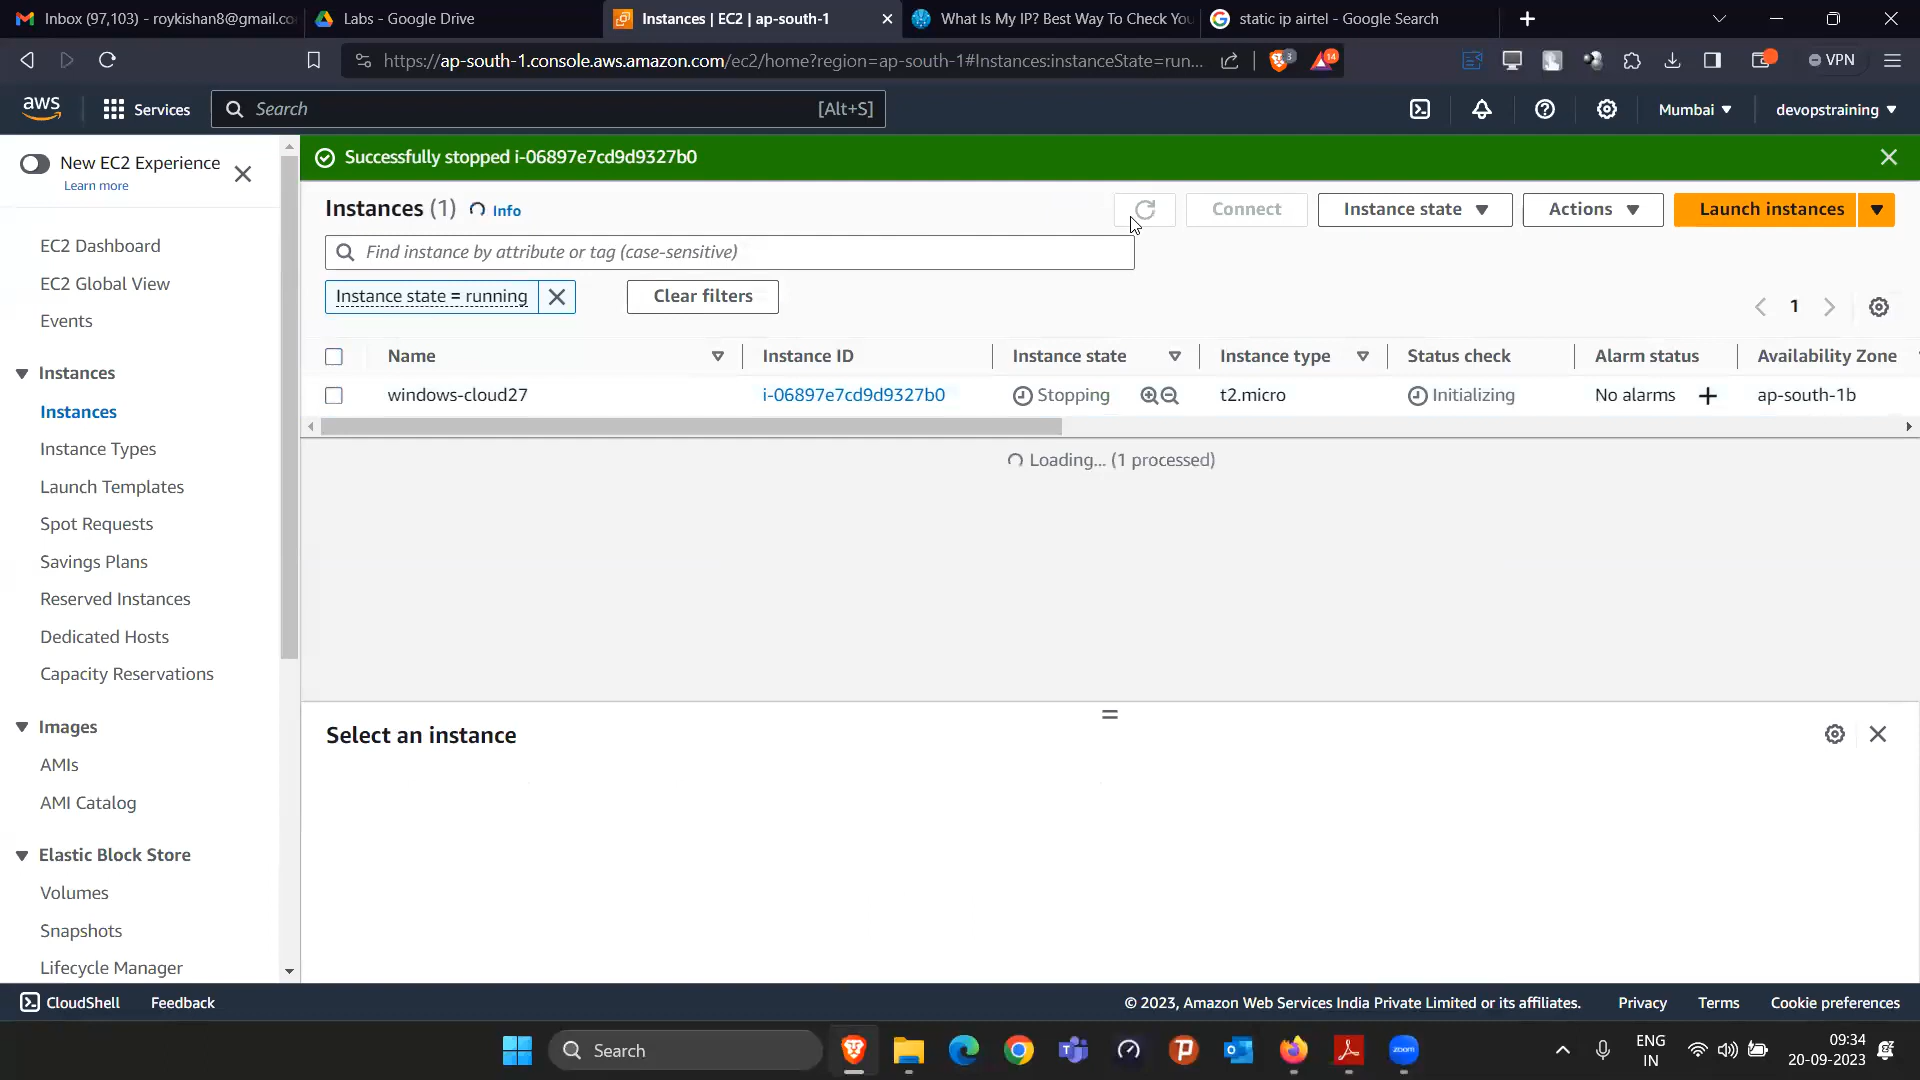 Inbox (97,103) - roykishan8@gmail.co
Labs - Google Drive
Instances | EC2 | ap-south-1
What Is My IP? Best Way To Check Yo
static ip airtel - Google Search
https://ap-south-1.console.aws.amazon.com/ec2/home?region=ap-south-1#Instances:instanceState=run...
3
14
VPN
aws
Services
Search
[Alt+S]
Mumbai
devopstraining
New EC2 Experience
Learn more
EC2 Dashboard
EC2 Global View
Events
Instances
Instances
Instance Types
Launch Templates
Spot Requests
Savings Plans
Reserved Instances
Dedicated Hosts
Capacity Reservations
Images
AMIs
AMI Catalog
Elastic Block Store
Volumes
Snapshots
Lifecycle Manager
Successfully stopped i-06897e7cd9d9327b0
Instances (1) Info
Connect
Instance state
Actions
Launch instances
Find instance by attribute or tag (case-sensitive)
Instance state = running
Clear filters
1
Name Instance ID Instance state Instance type Status check Alarm status Availability Zone
windows-cloud27 i-06897e7cd9d9327b0 Stopping t2.micro Initializing No alarms ap-south-1b
Loading... (1 processed)
Select an instance
CloudShell
Feedback
© 2023, Amazon Web Services India Private Limited or its affiliates.
Privacy
Terms
Cookie preferences
Search
zoom
ENG
IN
09:34
20-09-2023